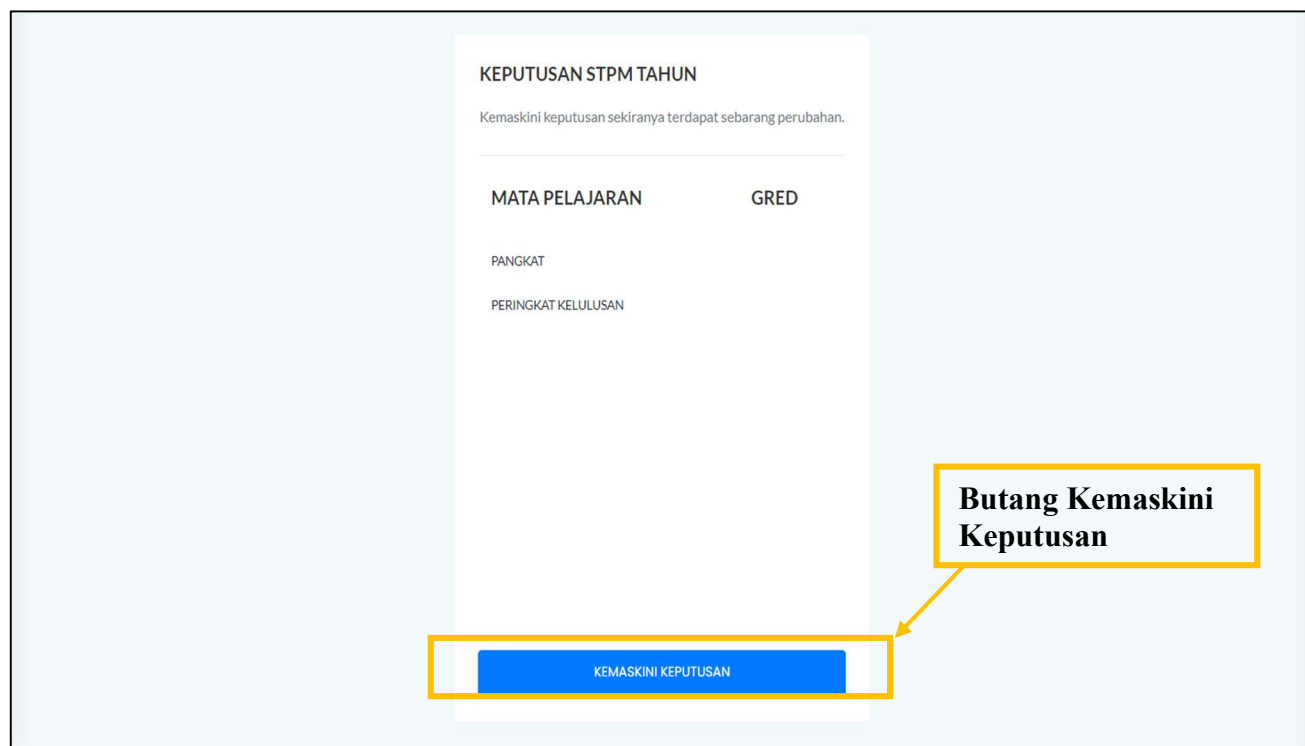 KEPUTUSAN STPM TAHUN
Kemaskini keputusan sekiranya terdapat sebarang perubahan.
MATA PELAJARAN GRED
PANGKAT
PERINGKAT KELULUSAN
Butang Kemaskini
Keputusan
KEMASKINI KEPUTUSAN